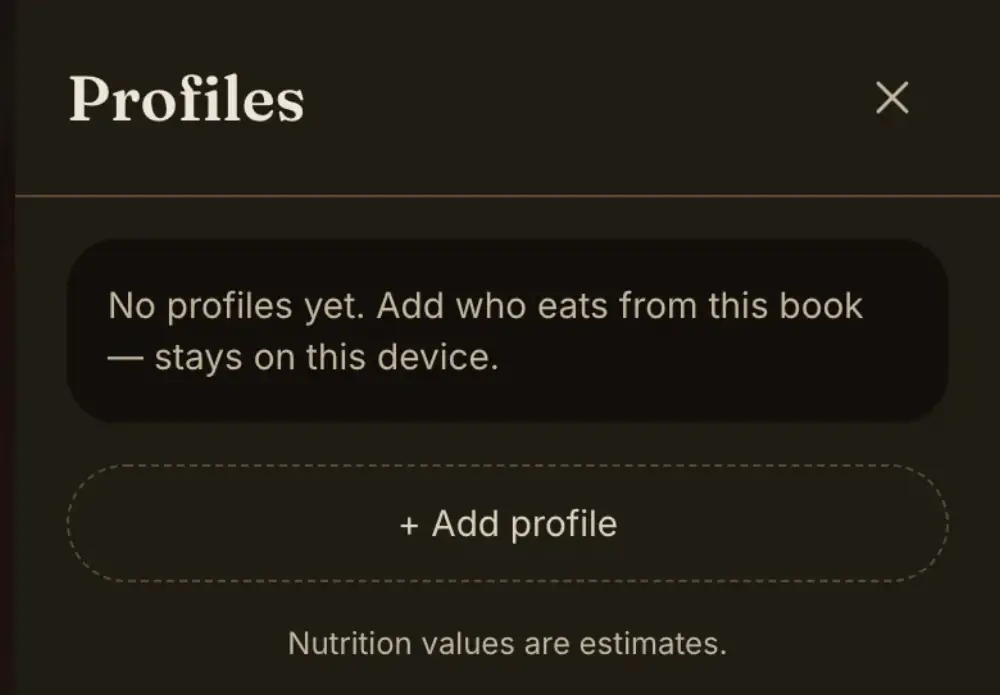 Profiles
No profiles yet. Add who eats from this book
— stays on this device.
+ Add profile
Nutrition values are estimates.